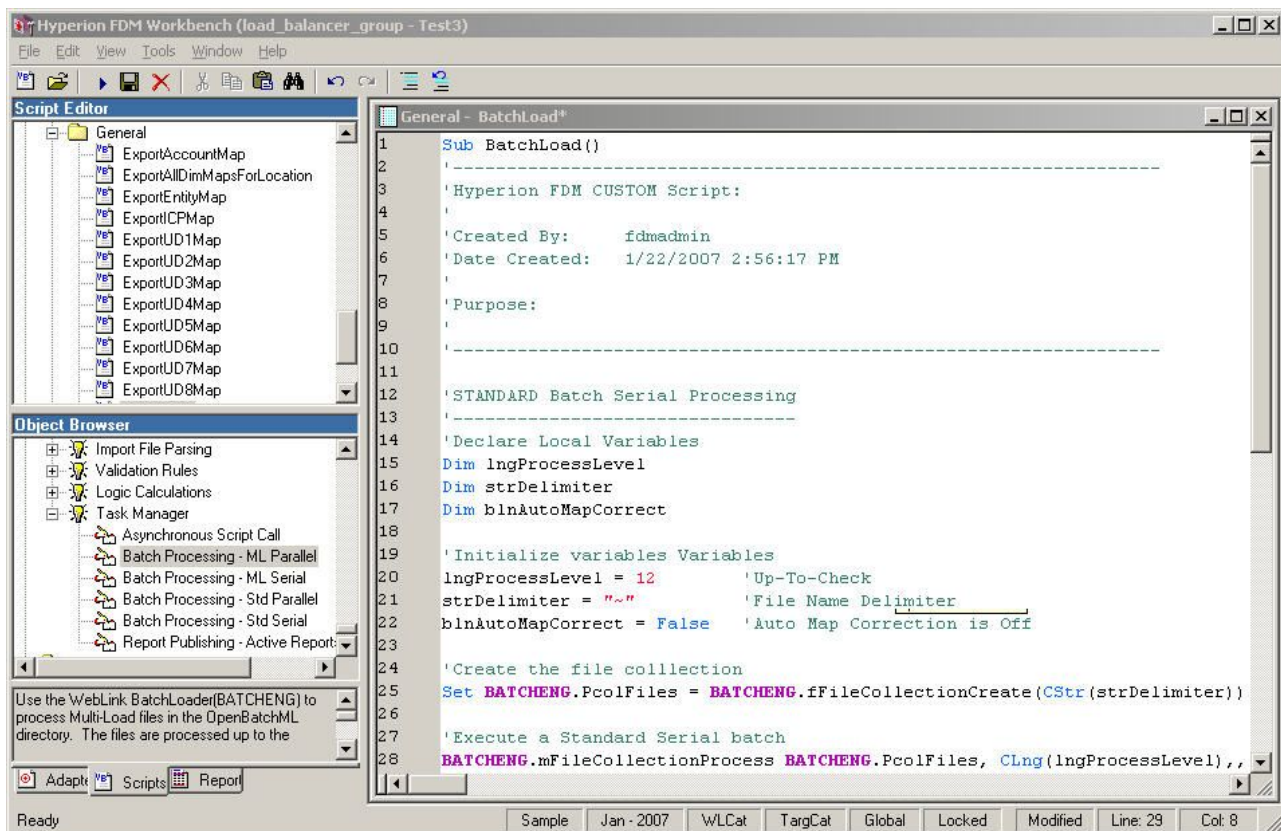 Hyperion FDM Workbench (load_balancer_group - Test3)
File Edit View Tools Window Help
Script Editor
General
ExportAccountMap
ExportAllDimMapsForLocation
ExportEntityMap
ExportICPMap
ExportUD1Map
ExportUD2Map
ExportUD3Map
ExportUD4Map
ExportUD5Map
ExportUD6Map
ExportUD7Map
ExportUD8Map
Object Browser
Import File Parsing
Validation Rules
Logic Calculations
Task Manager
Asynchronous Script Call
Batch Processing - ML Parallel
Batch Processing - ML Serial
Batch Processing - Std Parallel
Batch Processing - Std Serial
Report Publishing - Active Report
Use the WebLink BatchLoader(BATCHENG) to
process Multi-Load files in the OpenBatchML
directory. The files are processed up to the
Adapte Scripts Report
General - BatchLoad*
1 Sub BatchLoad()
2 '------------------------------------------------------------------
3 'Hyperion FDM CUSTOM Script:
4 '
5 'Created By: fdmadmin
6 'Date Created: 1/22/2007 2:56:17 PM
7 '
8 'Purpose:
9 '
10 '------------------------------------------------------------------
11
12 'STANDARD Batch Serial Processing
13 '--------------------------------
14 'Declare Local Variables
15 Dim lngProcessLevel
16 Dim strDelimiter
17 Dim blnAutoMapCorrect
18
19 'Initialize variables Variables
20 lngProcessLevel = 12 'Up-To-Check
21 strDelimiter = "~" 'File Name Delimiter
22 blnAutoMapCorrect = False 'Auto Map Correction is Off
23
24 'Create the file colllection
25 Set BATCHENG.PcolFiles = BATCHENG.fFileCollectionCreate(CStr(strDelimiter))
26
27 'Execute a Standard Serial batch
28 BATCHENG.mFileCollectionProcess BATCHENG.PcolFiles, CLng(lngProcessLevel),,
Ready Sample Jan - 2007 WLCat TargCat Global Locked Modified Line: 29 Col: 8